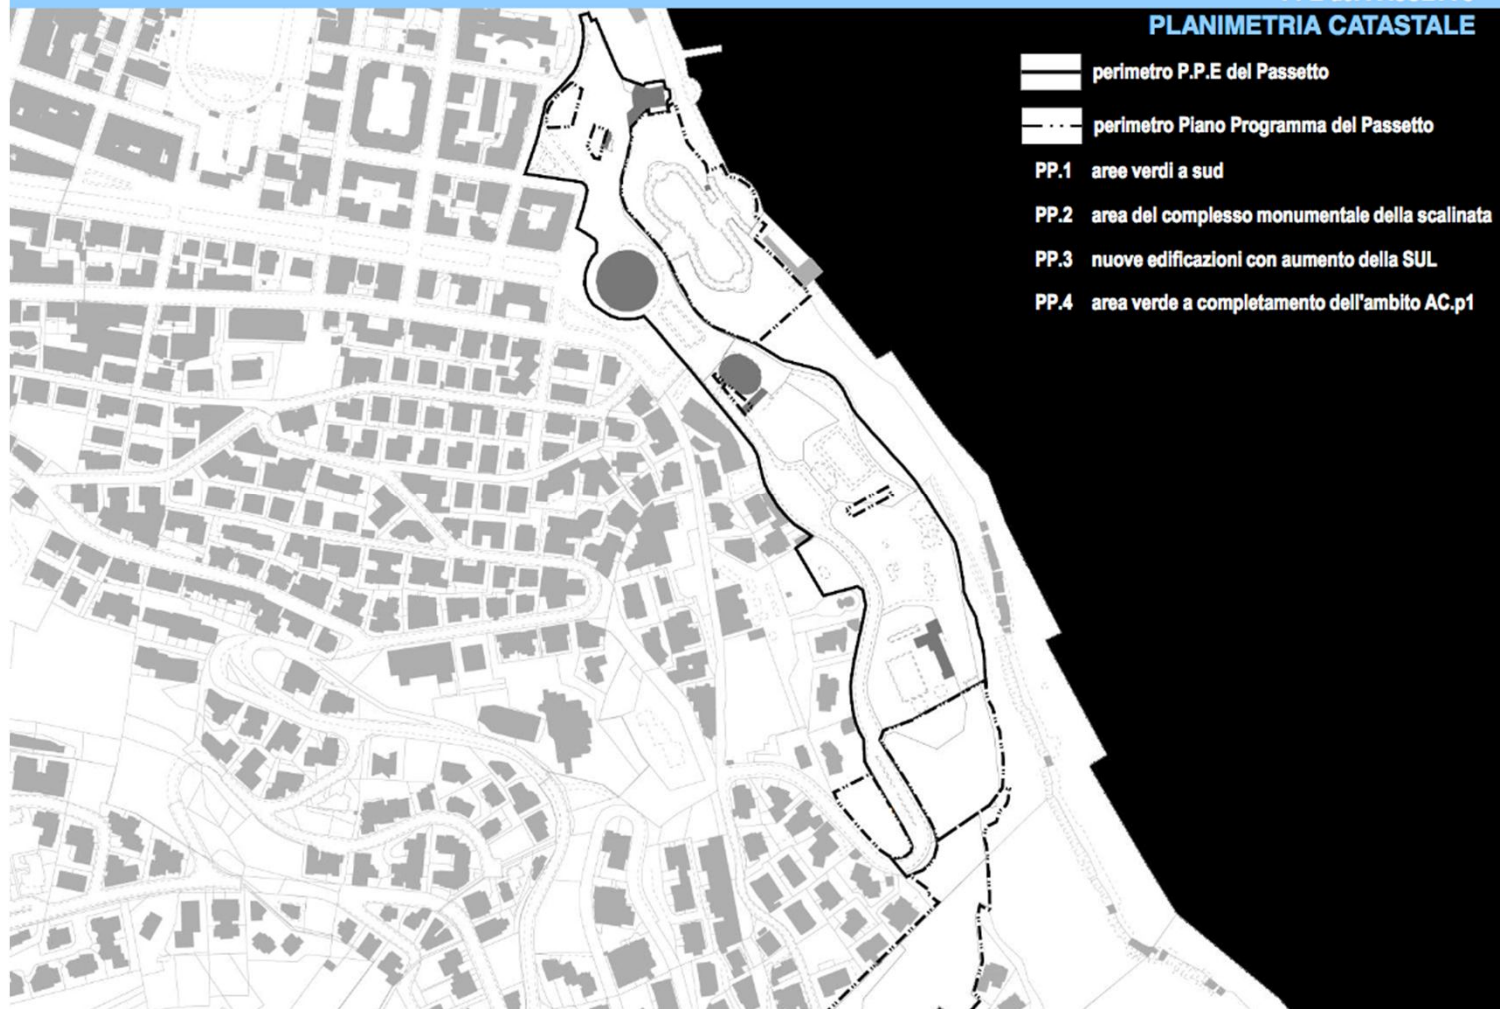 PLANIMETRIA CATASTALE
perimetro P.P.E del Passetto
perimetro Piano Programma del Passetto
PP.1 aree verdi a sud
PP.2 area del complesso monumentale della scalinata
PP.3 nuove edificazioni con aumento della SUL
PP.4 area verde a completamento dell'ambito AC.p1